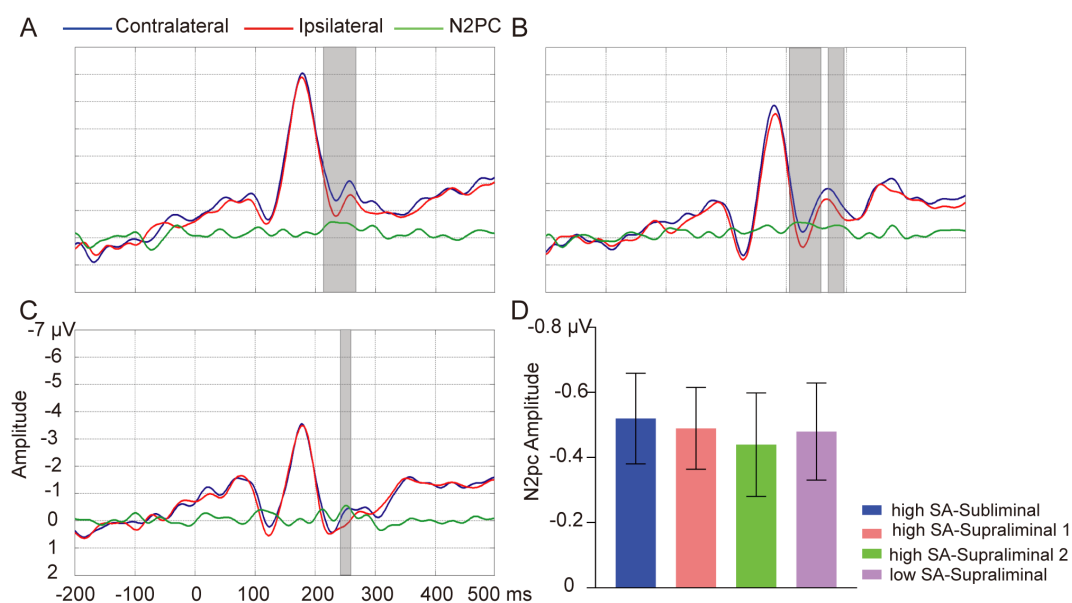 A Contralateral Ipsilateral N2PC B
C D
-7 μV
-6
-5
-4
-3
-2
-1
0
1
2
Amplitude
-200 -100 0 100 200 300 400 500 ms
-0.8 μV
-0.6
-0.4
-0.2
0
N2pc Amplitude
high SA-Subliminal
high SA-Supraliminal 1
high SA-Supraliminal 2
low SA-Supraliminal